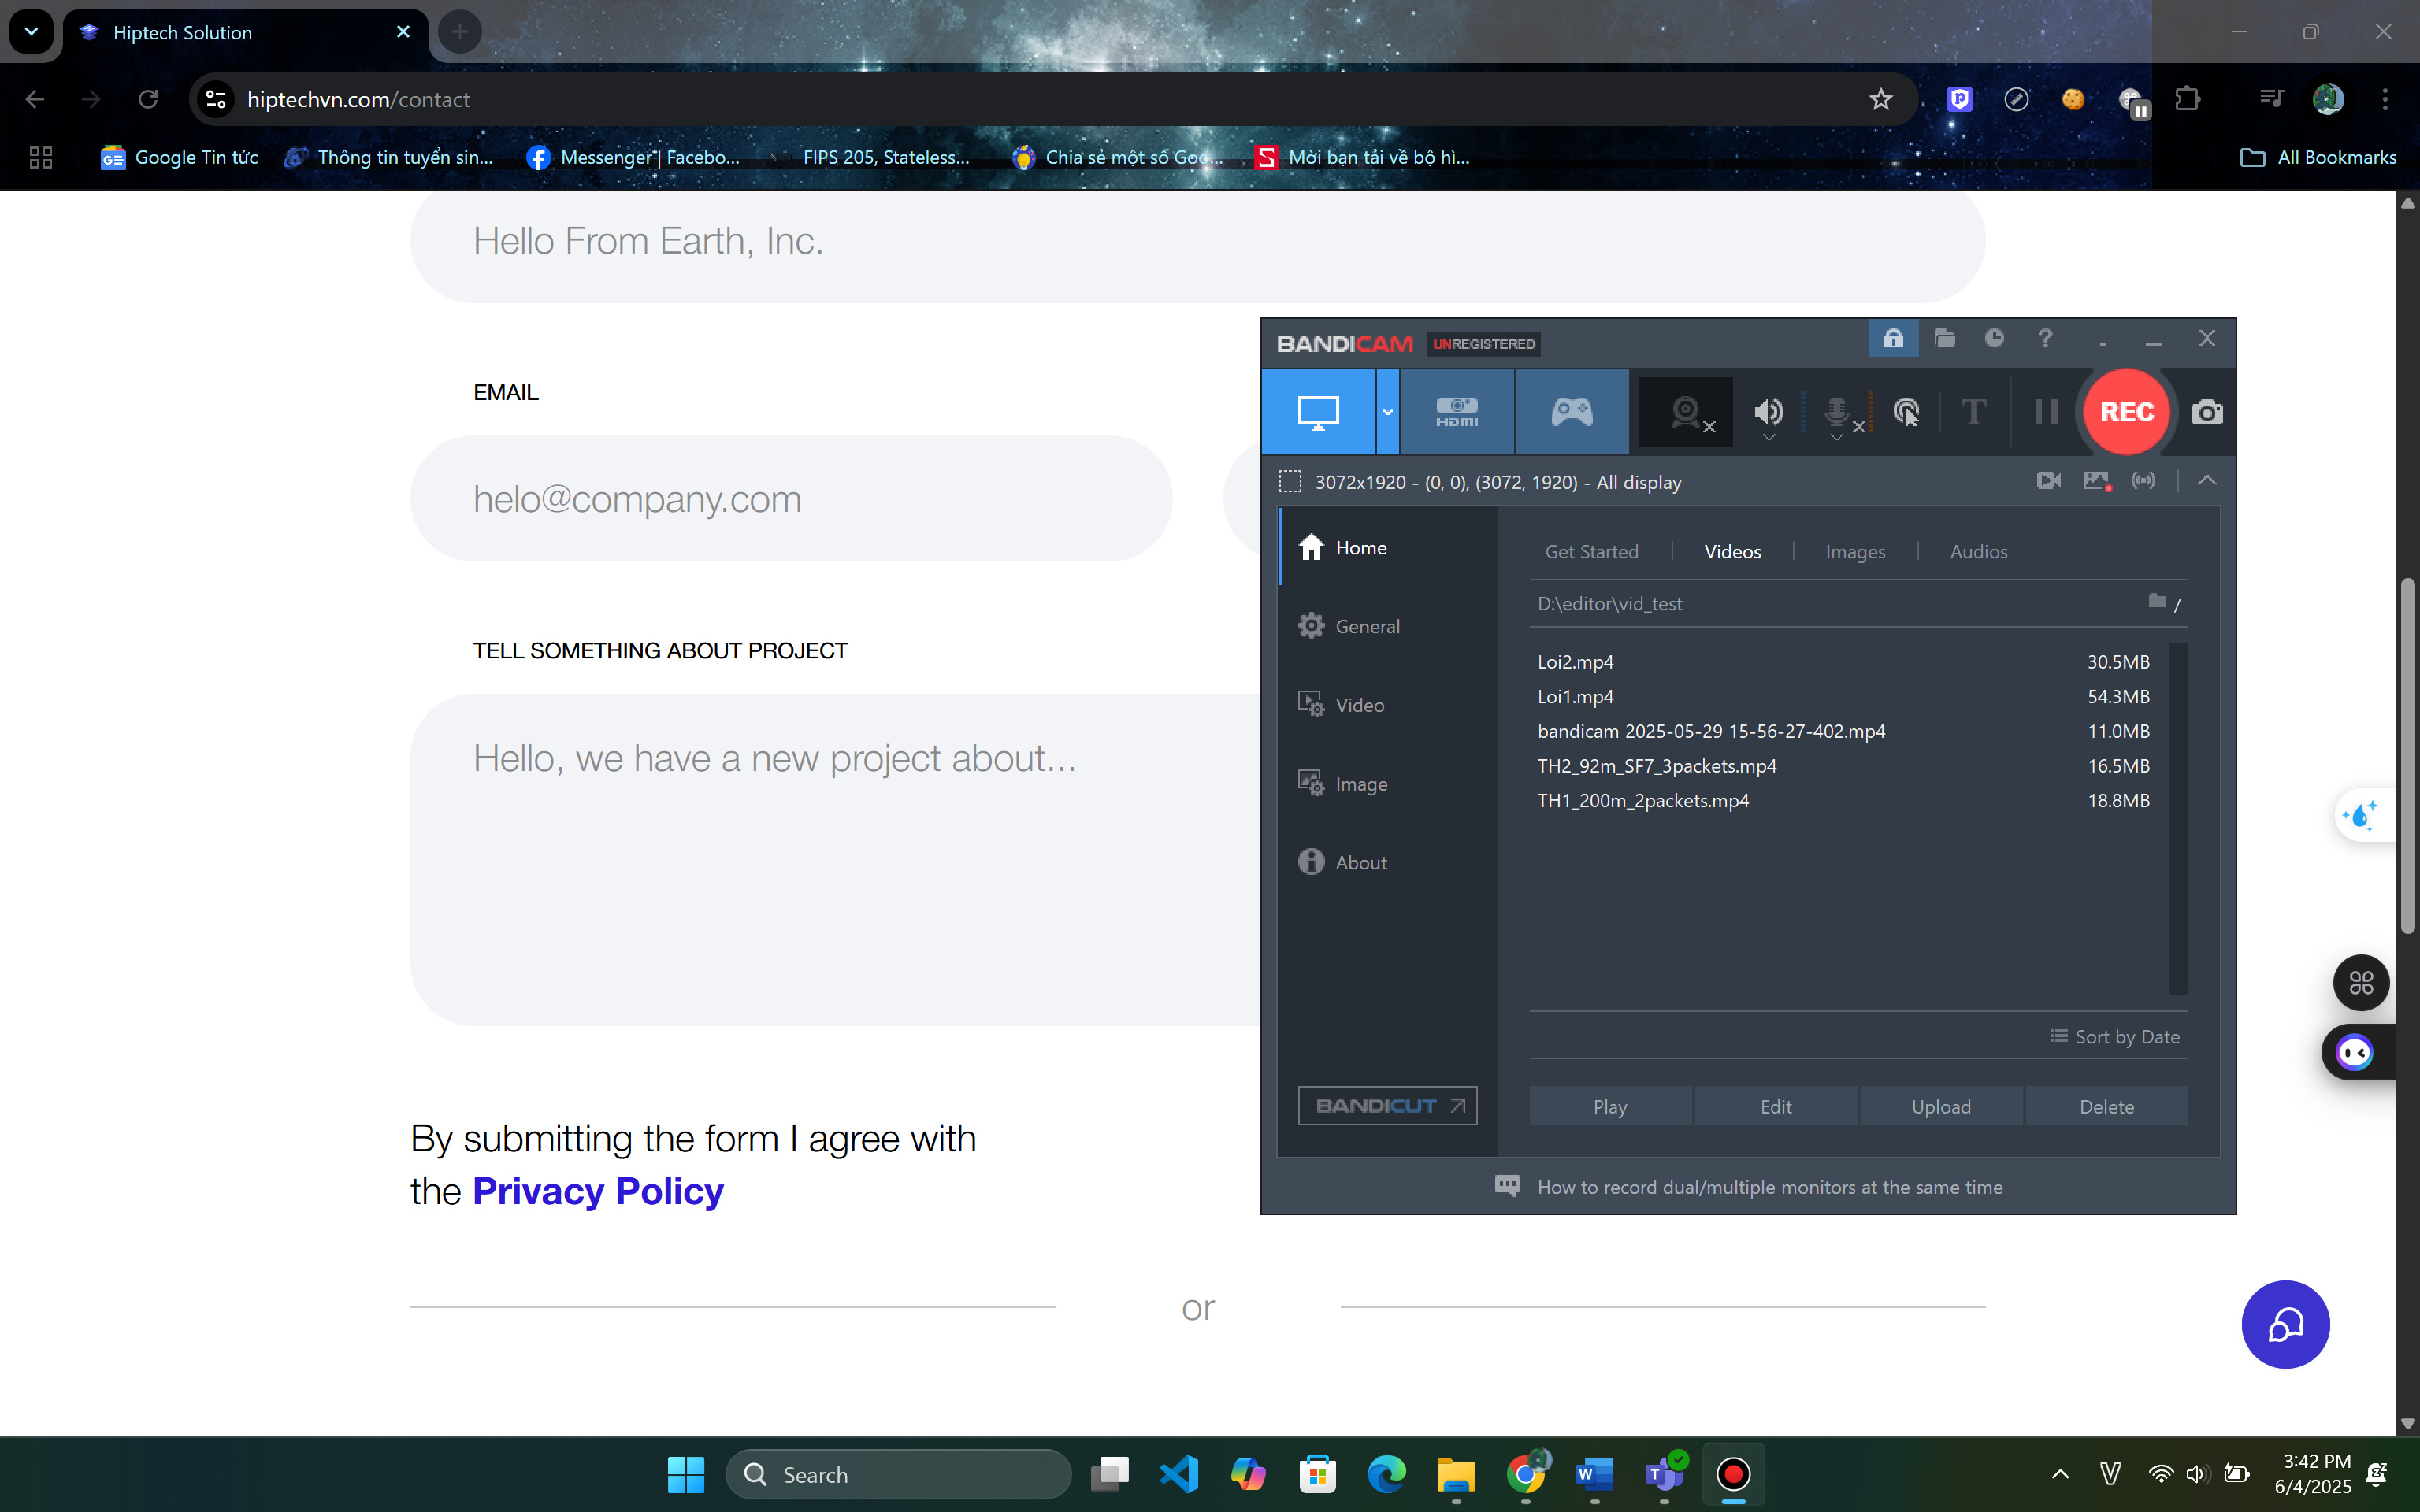 Hiptech Solution
hiptechvn.com/contact
Google Tin tức
Thông tin tuyển sin...
Messenger | Facebo...
FIPS 205, Stateless...
Chia sẻ một số Goo...
Mời bạn tải về bộ hì...
All Bookmarks
Hello From Earth, Inc.
EMAIL
helo@company.com
TELL SOMETHING ABOUT PROJECT
Hello, we have a new project about...
By submitting the form I agree with
the Privacy Policy
or
BANDICAM UNREGISTERED
HDMI
T
REC
3072x1920 - (0, 0), (3072, 1920) - All display
Home
General
Video
Image
About
BANDICUT
Get Started
Videos
Images
Audios
D:\editor\vid_test
/
Loi2.mp4 30.5MB
Loi1.mp4 54.3MB
bandicam 2025-05-29 15-56-27-402.mp4 11.0MB
TH2_92m_SF7_3packets.mp4 16.5MB
TH1_200m_2packets.mp4 18.8MB
Sort by Date
Play
Edit
Upload
Delete
How to record dual/multiple monitors at the same time
Search
3:42 PM
6/4/2025